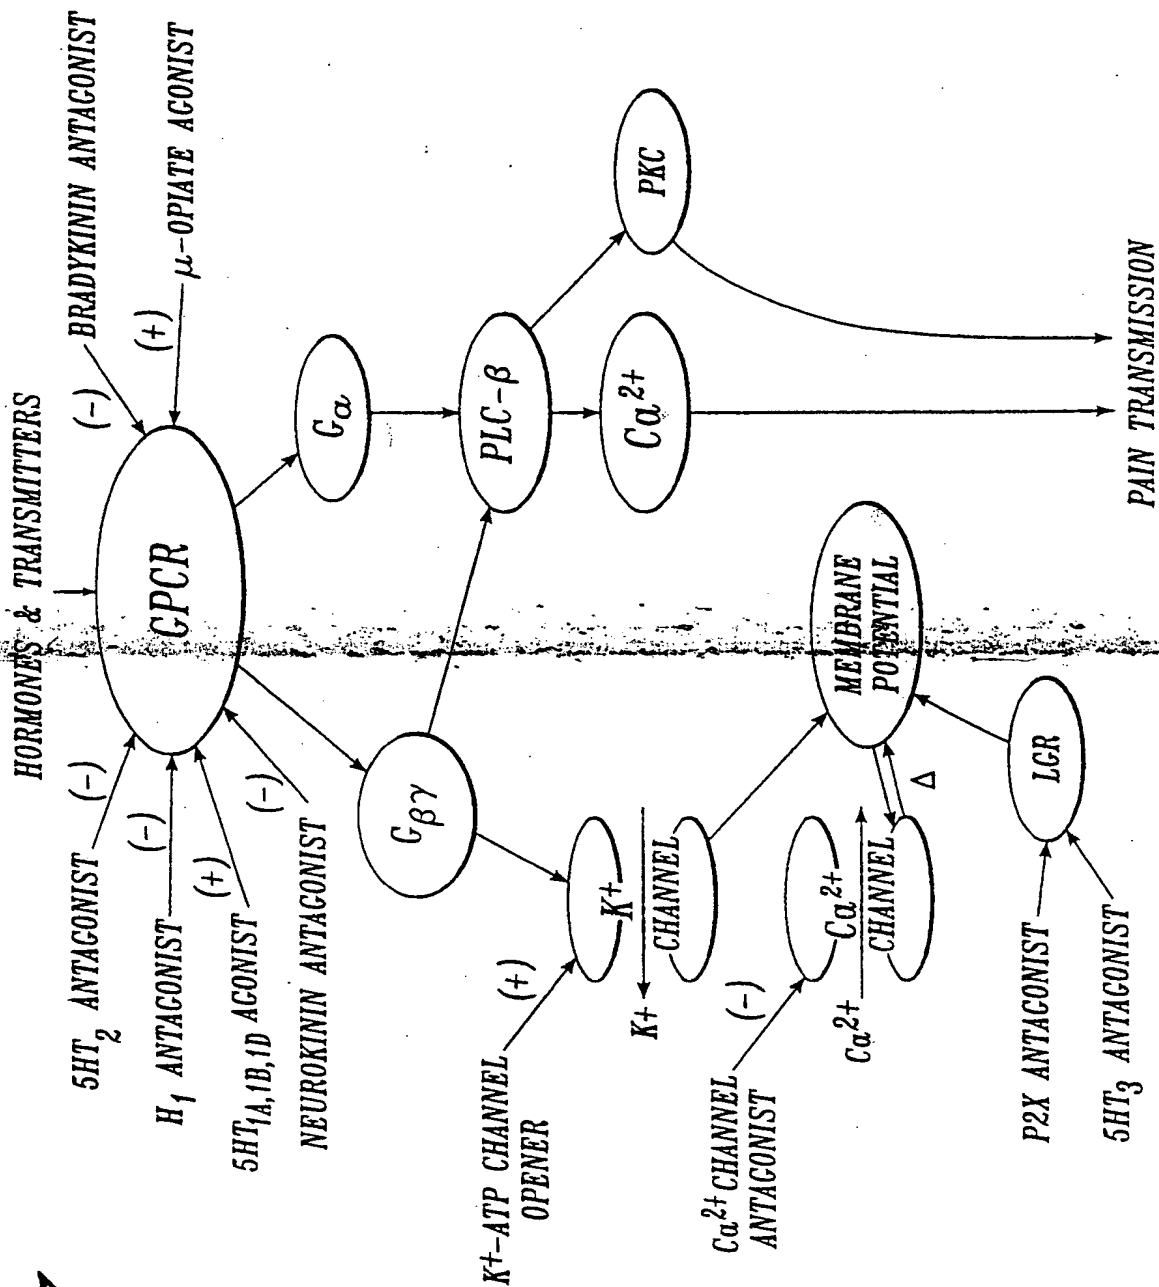 HORMONES & TRANSMITTERS
5HT2 ANTAGONIST
(-)
H1 ANTAGONIST
(-)
5HT1A,1B,1D AGONIST
(+)
NEUROKININ ANTAGONIST
(-)
GPCR
(-)
BRADYKININ ANTAGONIST
(+)
μ-OPIATE AGONIST
Gβγ
Gα
K+-ATP CHANNEL
OPENER
(+)
K+
K+
CHANNEL
PLC-β
Ca2+
PKC
Ca2+ CHANNEL
ANTAGONIST
(-)
Ca2+
Ca2+
CHANNEL
Δ
MEMBRANE
POTENTIAL
P2X ANTAGONIST
5HT3 ANTAGONIST
LGR
PAIN TRANSMISSION